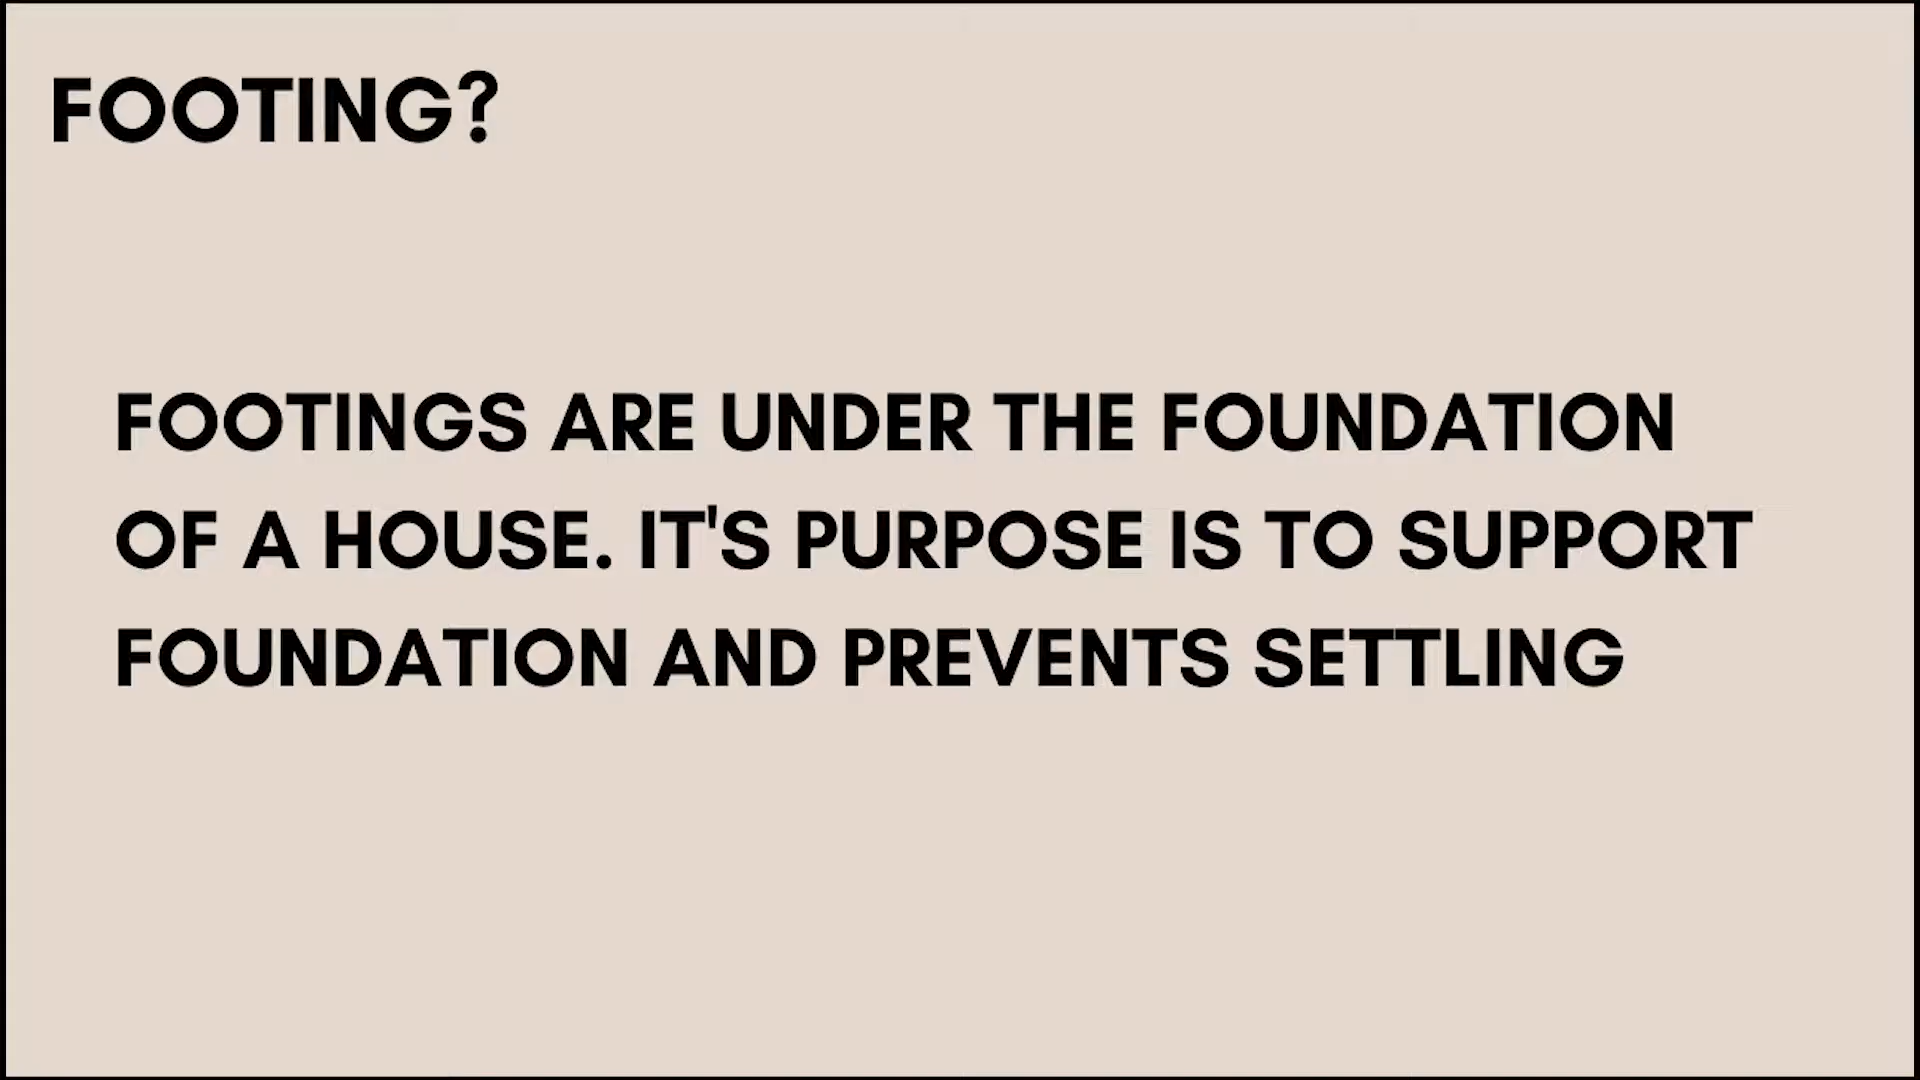 FOOTING?
FOOTINGS ARE UNDER THE FOUNDATION
OF A HOUSE. IT'S PURPOSE IS TO SUPPORT
FOUNDATION AND PREVENTS SETTLING